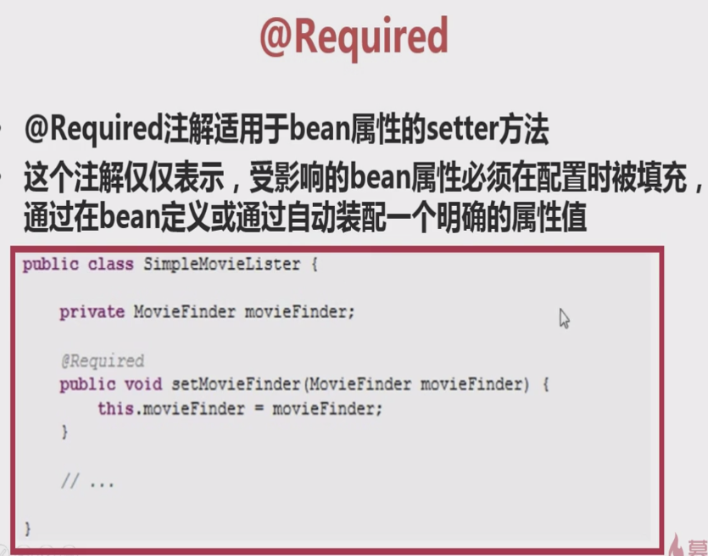 @Required
@Required注解适用于bean属性的setter方法
这个注解仅仅表示，受影响的bean属性必须在配置时被填充，
通过在bean定义或通过自动装配一个明确的属性值
public class SimpleMovieLister {
private MovieFinder movieFinder;
@Required
public void setMovieFinder(MovieFinder movieFinder) {
this.movieFinder = movieFinder;
}
// ...
}